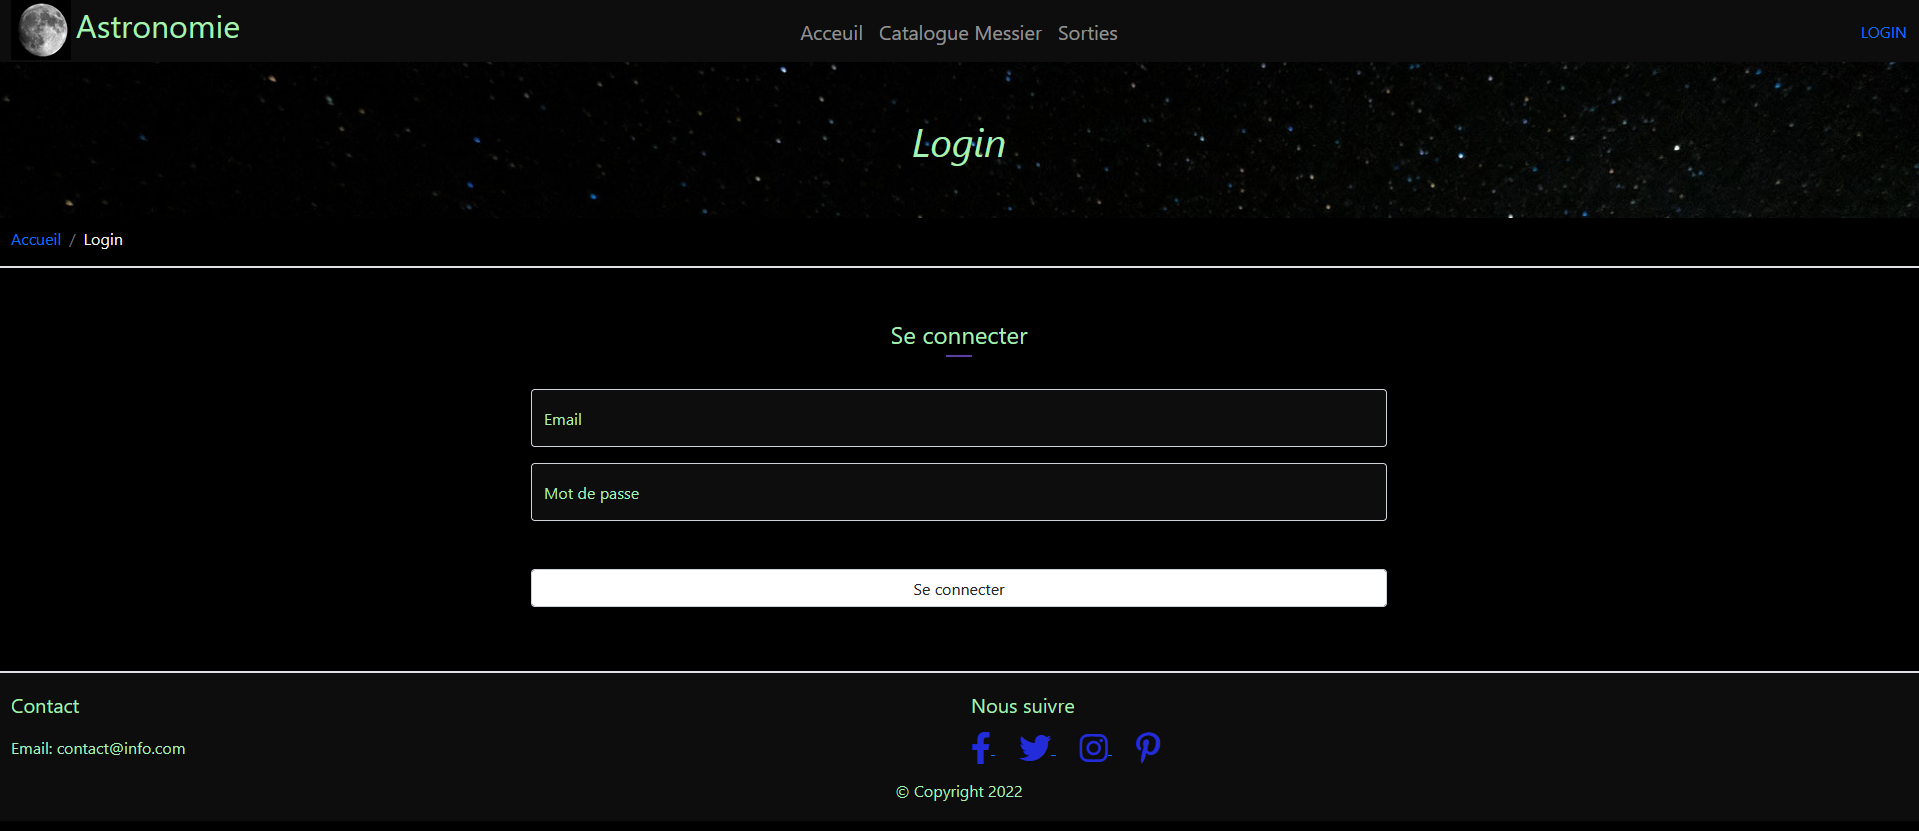 Astronomie
Acceuil Catalogue Messier Sorties
LOGIN
Login
Accueil / Login
Se connecter
Email
Mot de passe
Se connecter
Contact
Nous suivre
Email: contact@info.com
© Copyright 2022